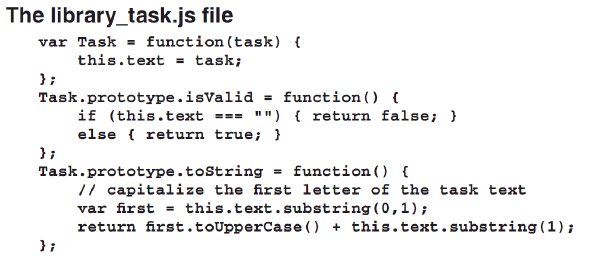 The library_task.js file
var Task = function(task) {
    this.text = task;
};
Task.prototype.isValid = function() {
    if (this.text === "") { return false; }
    else { return true; }
};
Task.prototype.toString = function() {
    // capitalize the first letter of the task text
    var first = this.text.substring(0,1);
    return first.toUpperCase() + this.text.substring(1);
};